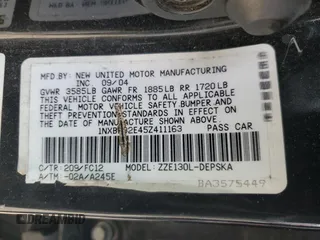 MFD.BY: NEW UNITED MOTOR MANUFACTURING
INC. 09/04
GVWR 3585LB GAWR FR 1885LB RR 1720LB
THIS VEHICLE CONFORMS TO ALL APPLICABLE
FEDERAL MOTOR VEHICLE SAFETY,BUMPER,AND
THEFT PREVENTION STANDARDS IN EFFECT ON
THE DATE OF MANUFACTURE SHOWN ABOVE.
PASS CAR
C/TR: 209/FC12 MODEL: ZZE130L-DEPSKA
A/TM: -02A/A245E
BA3575449